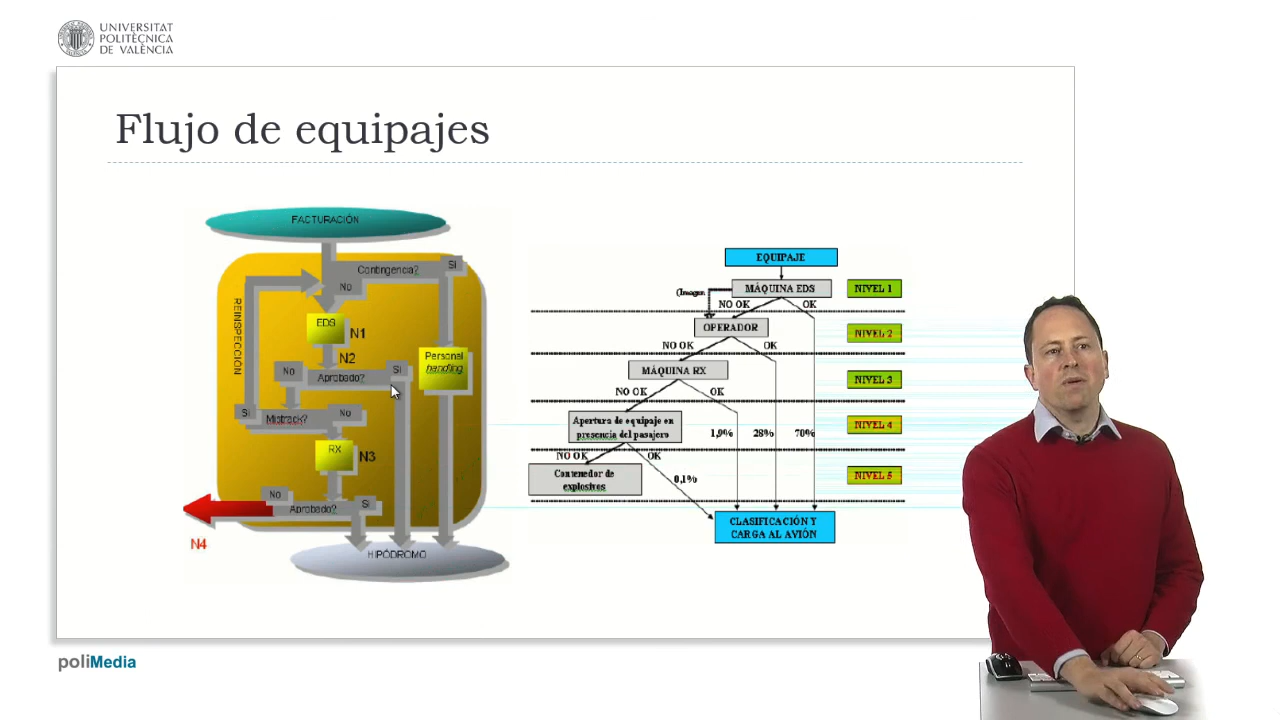 UNIVERSITAT
POLITÈCNICA
DE VALÈNCIA
Flujo de equipajes
FACTURACIÓN
Contingencia?
Si
No
REINSPECCIÓN
EDS
N1
N2
Personal
handling
No
Aprobado?
Si
Si
Mistrack?
No
RX
N3
No
Aprobado?
Si
N4
HIPÓDROMO
EQUIPAJE
MÁQUINA EDS
NIVEL 1
(Imagen
NO OK
OK
OPERADOR
NIVEL 2
NO OK
OK
MÁQUINA RX
NIVEL 3
NO OK
OK
Apertura de equipaje en
presencia del pasajero
1,9%
28%
70%
NIVEL 4
NO OK
OK
Contenedor de
explosivos
0,1%
NIVEL 5
CLASIFICACIÓN Y
CARGA AL AVIÓN
poliMedia